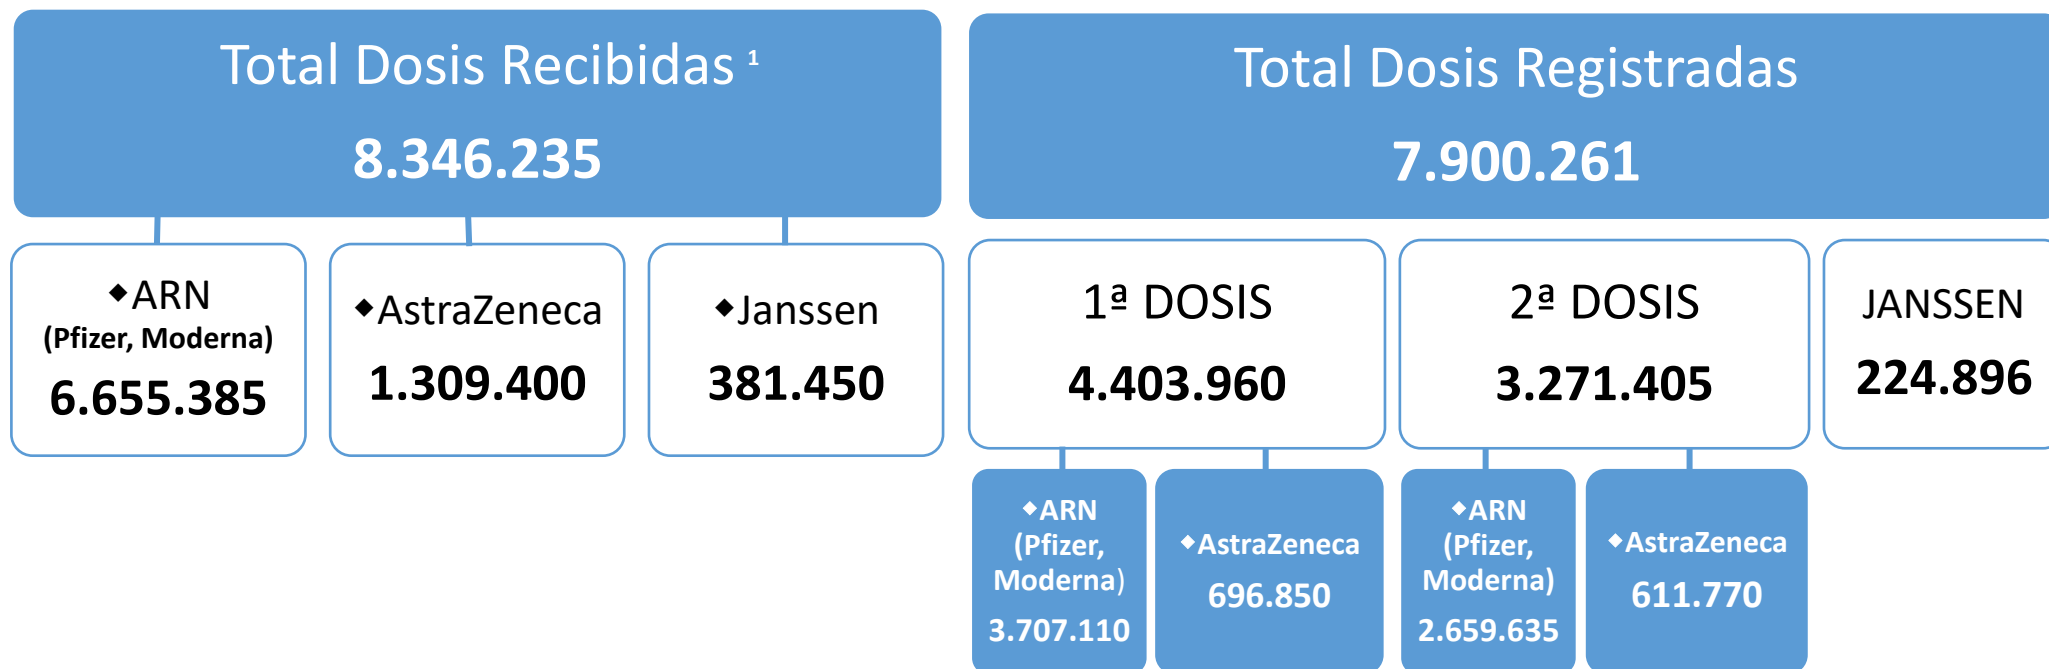 Total Dosis Recibidas ¹
8.346.235
◆ARN
(Pfizer, Moderna)
6.655.385
◆AstraZeneca
1.309.400
◆Janssen
381.450
Total Dosis Registradas
7.900.261
1ª DOSIS
4.403.960
◆ARN
(Pfizer,
Moderna)
3.707.110
◆AstraZeneca
696.850
2ª DOSIS
3.271.405
◆ARN
(Pfizer,
Moderna)
2.659.635
◆AstraZeneca
611.770
JANSSEN
224.896